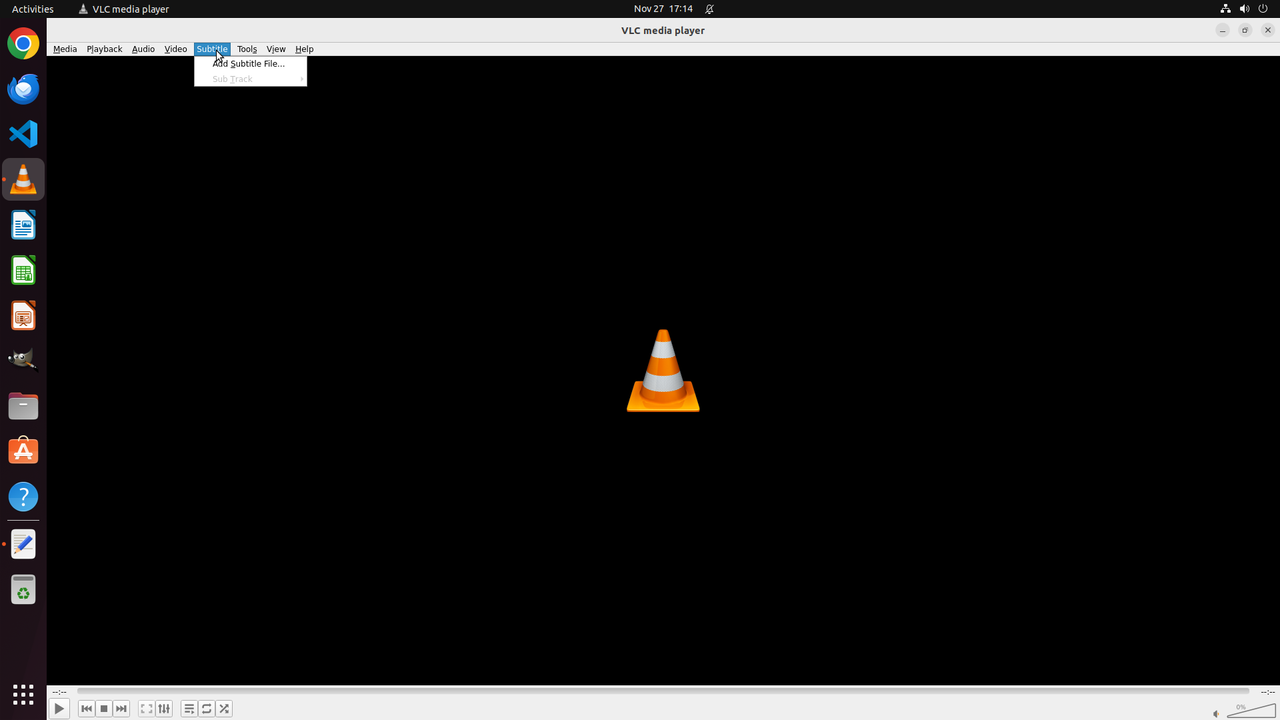 Activities VLC media player Nov 27 17:14
VLC media player
Media Playback Audio Video Subtitle Tools View Help
Add Subtitle File...
Sub Track
--:-- --:--
0%